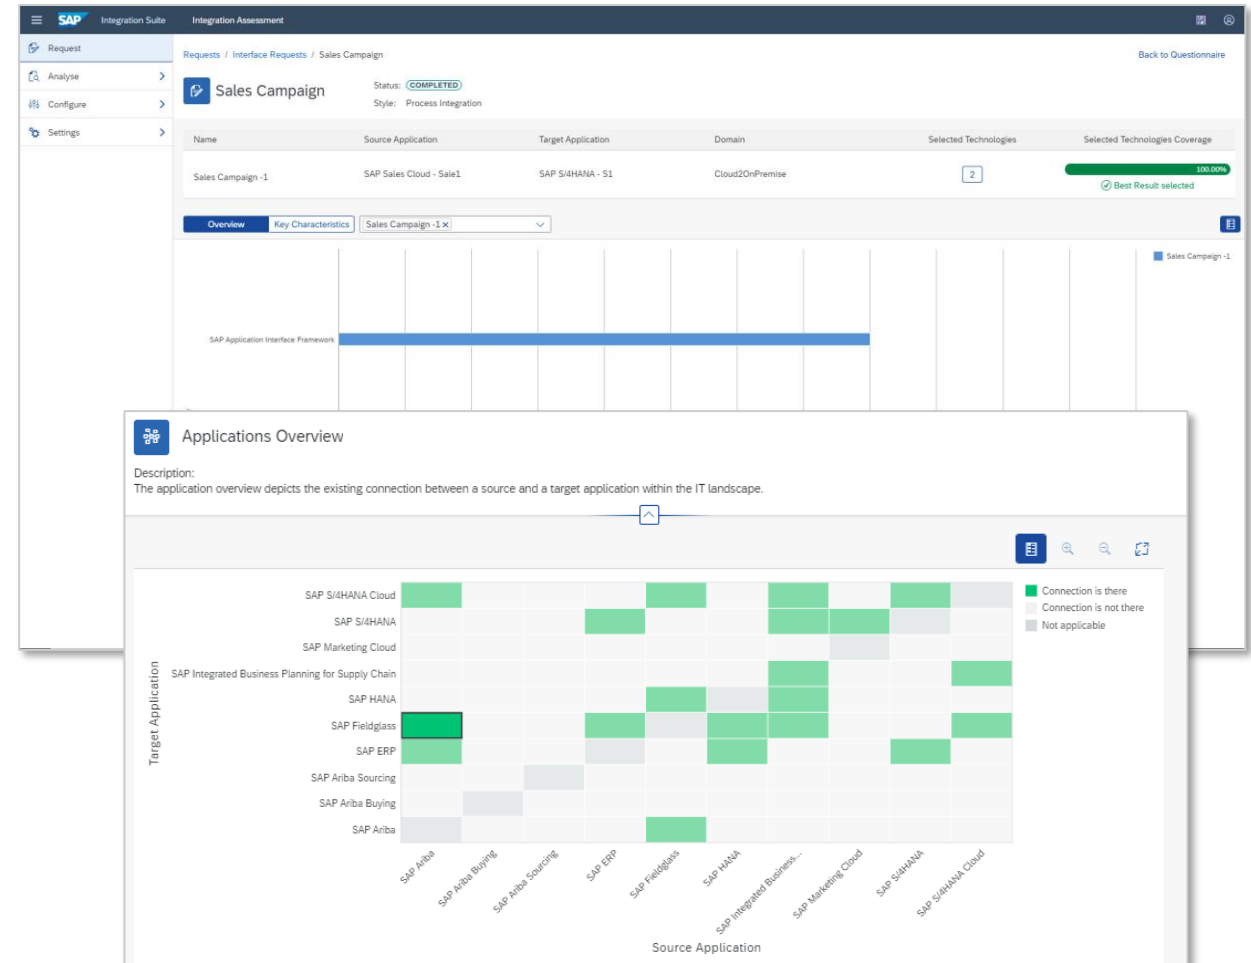 SAP Integration Suite Integration Assessment
Request
Analyse
Configure
Settings
Requests / Interface Requests / Sales Campaign
Back to Questionnaire
Sales Campaign
Status: COMPLETED
Style: Process Integration
Name Source Application Target Application Domain Selected Technologies Selected Technologies Coverage
Sales Campaign -1 SAP Sales Cloud - Sale1 SAP S/4HANA - S1 Cloud2OnPremise 2 100.00%
Best Result selected
Overview Key Characteristics Sales Campaign -1 ×
Sales Campaign -1
SAP Application Interface Framework
Applications Overview
Description:
The application overview depicts the existing connection between a source and a target application within the IT landscape.
Connection is there
Connection is not there
Not applicable
Target Application
SAP S/4HANA Cloud
SAP S/4HANA
SAP Marketing Cloud
SAP Integrated Business Planning for Supply Chain
SAP HANA
SAP Fieldglass
SAP ERP
SAP Ariba Sourcing
SAP Ariba Buying
SAP Ariba
SAP Ariba
SAP Ariba Buying
SAP Ariba Sourcing
SAP ERP
SAP Fieldglass
SAP HANA
SAP Integrated Business...
SAP Marketing Cloud
SAP S/4HANA
SAP S/4HANA Cloud
Source Application